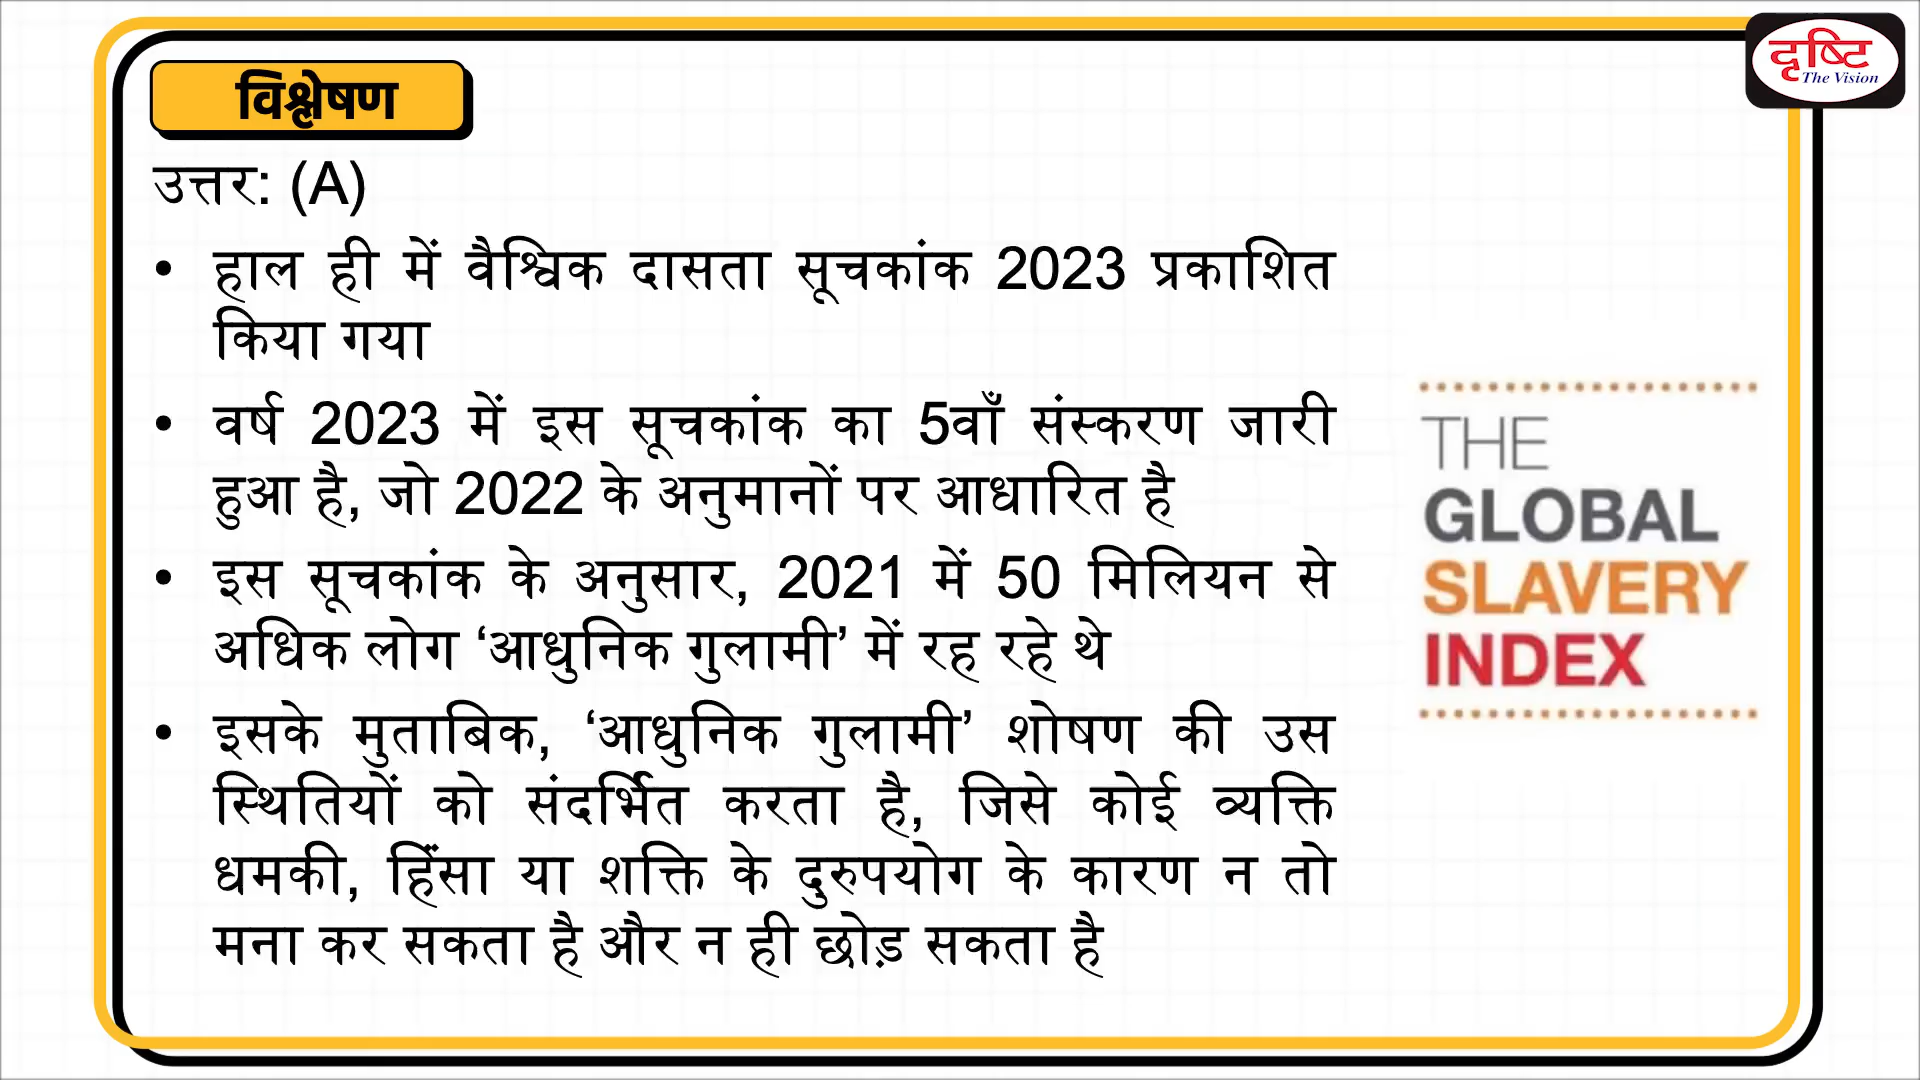 दृष्टि
The Vision
विश्लेषण
उत्तर: (A)
• हाल ही में वैश्विक दासता सूचकांक 2023 प्रकाशित
किया गया
• वर्ष 2023 में इस सूचकांक का 5वाँ संस्करण जारी
हुआ है, जो 2022 के अनुमानों पर आधारित है
• इस सूचकांक के अनुसार, 2021 में 50 मिलियन से
अधिक लोग ‘आधुनिक गुलामी’ में रह रहे थे
• इसके मुताबिक, ‘आधुनिक गुलामी’ शोषण की उस
स्थितियों को संदर्भित करता है, जिसे कोई व्यक्ति
धमकी, हिंसा या शक्ति के दुरुपयोग के कारण न तो
मना कर सकता है और न ही छोड़ सकता है
THE
GLOBAL
SLAVERY
INDEX